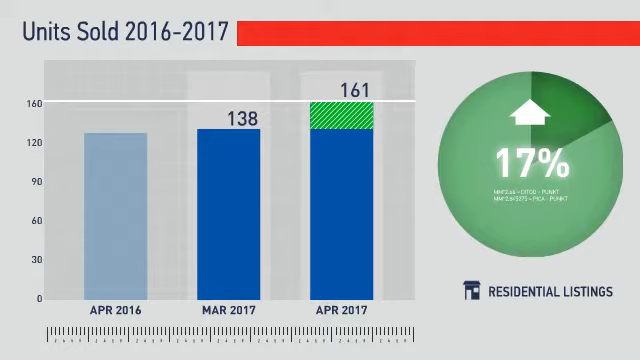 Units Sold 2016-2017
161
138
160
120
90
60
30
0
APR 2016
MAR 2017
APR 2017
17%
RESIDENTIAL LISTINGS